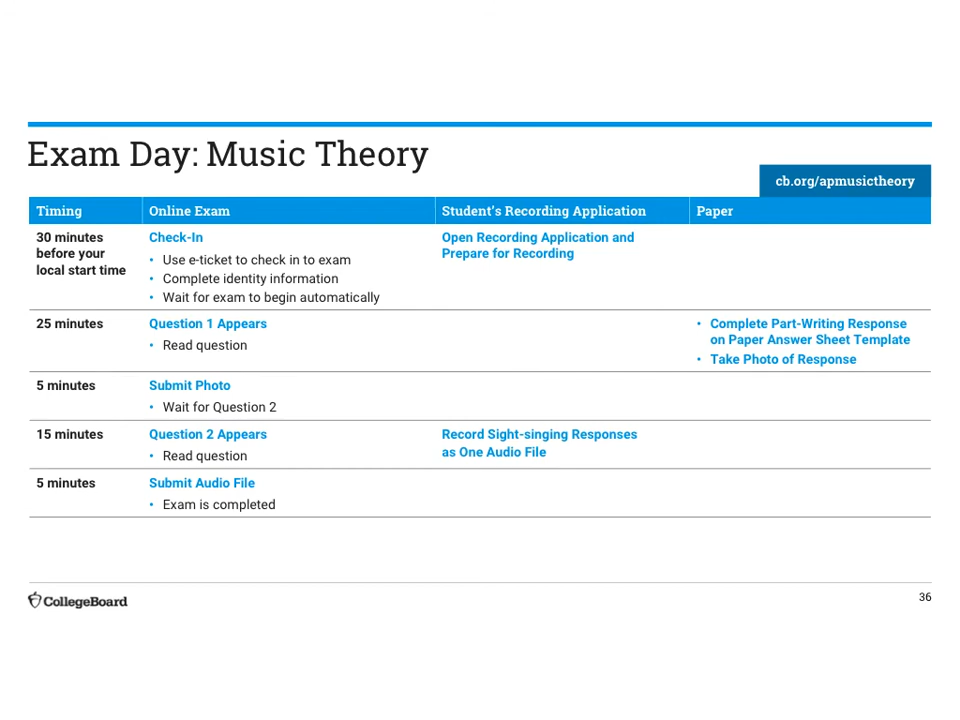 Exam Day: Music Theory
cb.org/apmusictheory
Timing
Online Exam
Student's Recording Application
Paper
30 minutes
before your
local start time
Check-In
• Use e-ticket to check in to exam
• Complete identity information
• Wait for exam to begin automatically
Open Recording Application and
Prepare for Recording
25 minutes
Question 1 Appears
• Read question
• Complete Part-Writing Response
on Paper Answer Sheet Template
• Take Photo of Response
5 minutes
Submit Photo
• Wait for Question 2
15 minutes
Question 2 Appears
• Read question
Record Sight-singing Responses
as One Audio File
5 minutes
Submit Audio File
• Exam is completed
CollegeBoard
36